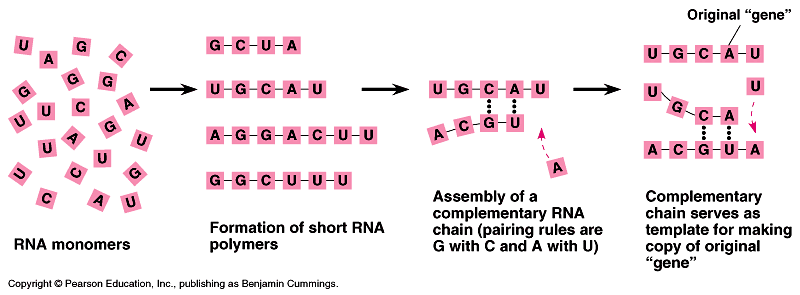 Original “gene”
U A G C
G G G
U U C A
A G U
U U
U C G
C C A U
G-C-U-A
U-G-C-A-U
A-G-G-A-C-U-U
G-G-C-U-U-U
U-G-C-A-U
A-C-G-U
A
U-G-C-A-U
U-G-C-A
U
A-C-G-U-A
RNA monomers
Formation of short RNA
polymers
Assembly of a
complementary RNA
chain (pairing rules are
G with C and A with U)
Complementary
chain serves as
template for making
copy of original
“gene”
Copyright © Pearson Education, Inc., publishing as Benjamin Cummings.